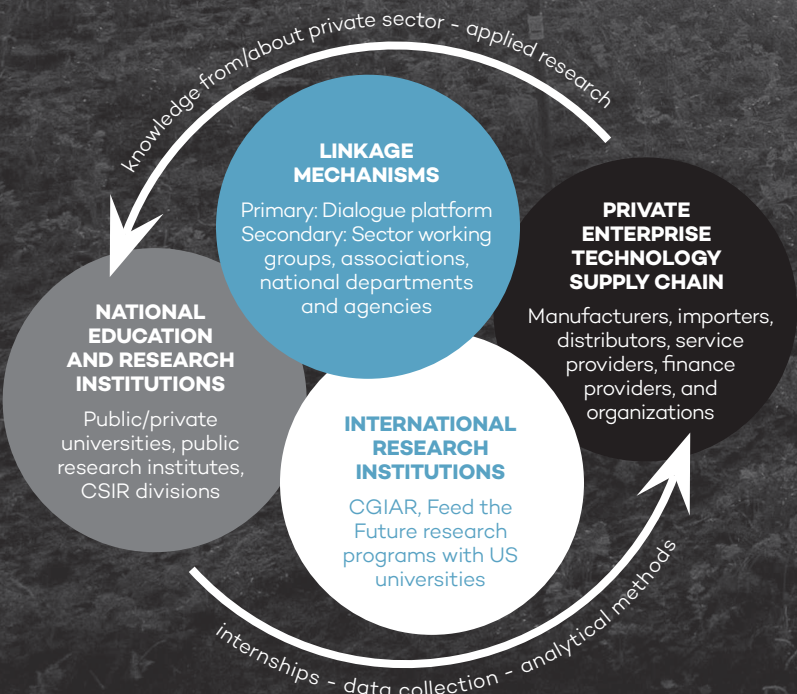 knowledge from/about private sector - applied research
LINKAGE
MECHANISMS
Primary: Dialogue platform
Secondary: Sector working
groups, associations,
national departments
and agencies
PRIVATE
ENTERPRISE
TECHNOLOGY
SUPPLY CHAIN
Manufacturers, importers,
distributors, service
providers, finance
providers, and
organizations
NATIONAL
EDUCATION
AND RESEARCH
INSTITUTIONS
Public/private
universities, public
research institutes,
CSIR divisions
INTERNATIONAL
RESEARCH
INSTITUTIONS
CGIAR, Feed the
Future research
programs with US
universities
internships - data collection - analytical methods